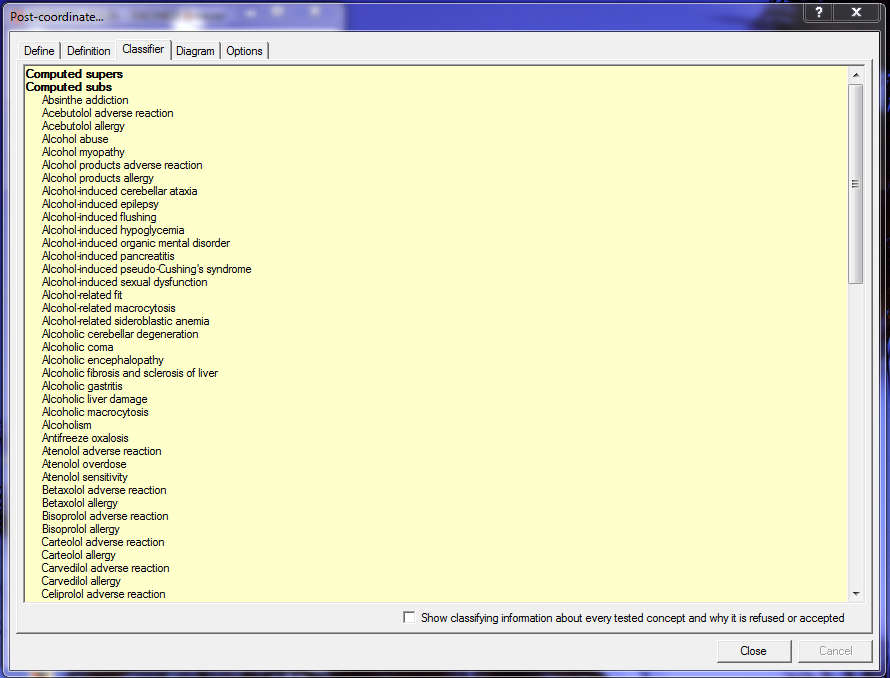 Post-coordinate...
Define
Definition
Classifier
Diagram
Options
Computed supers
Computed subs
Absinthe addiction
Acebutolol adverse reaction
Acebutolol allergy
Alcohol abuse
Alcohol myopathy
Alcohol products adverse reaction
Alcohol products allergy
Alcohol-induced cerebellar ataxia
Alcohol-induced epilepsy
Alcohol-induced flushing
Alcohol-induced hypoglycemia
Alcohol-induced organic mental disorder
Alcohol-induced pancreatitis
Alcohol-induced pseudo-Cushing's syndrome
Alcohol-induced sexual dysfunction
Alcohol-related fit
Alcohol-related macrocytosis
Alcohol-related sideroblastic anemia
Alcoholic cerebellar degeneration
Alcoholic coma
Alcoholic encephalopathy
Alcoholic fibrosis and sclerosis of liver
Alcoholic gastritis
Alcoholic liver damage
Alcoholic macrocytosis
Alcoholism
Antifreeze oxalosis
Atenolol adverse reaction
Atenolol overdose
Atenolol sensitivity
Betaxolol adverse reaction
Betaxolol allergy
Bisoprolol adverse reaction
Bisoprolol allergy
Carteolol adverse reaction
Carteolol allergy
Carvedilol adverse reaction
Carvedilol allergy
Celiprolol adverse reaction
Show classifying information about every tested concept and why it is refused or accepted
Close
Cancel